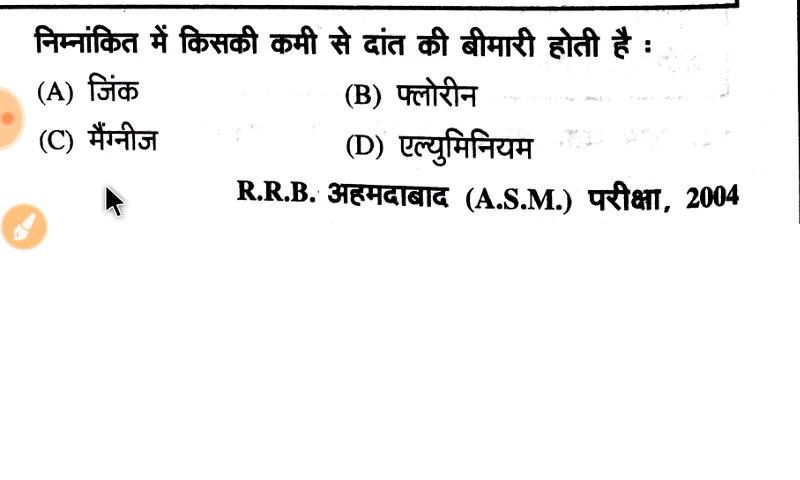 निम्नांकित में किसकी कमी से दांत की बीमारी होती है :
(A) जिंक (B) फ्लोरीन
(C) मैंग्नीज (D) एल्युमिनियम
R.R.B. अहमदाबाद (A.S.M.) परीक्षा, 2004